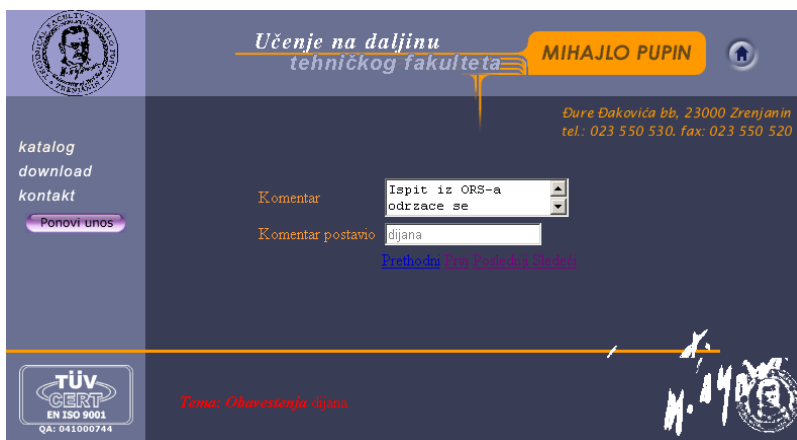 Učenje na daljinu
tehničkog fakulteta
MIHAJLO PUPIN
Đure Đakovića bb, 23000 Zrenjanin
tel.: 023 550 530. fax: 023 550 520
katalog
download
kontakt
Ponovi unos
Komentar
Ispit iz ORS-a
odrzace se
Komentar postavio
dijana
Prethodni Prvi Poslednji Sledeci
TÜV
CERT
EN ISO 9001
QA: 041000744
Tema: Obavestenja dijana